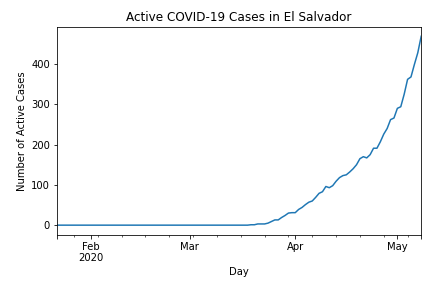 Active COVID-19 Cases in El Salvador
Number of Active Cases
400
300
200
100
0
Feb
2020
Mar
Apr
May
Day